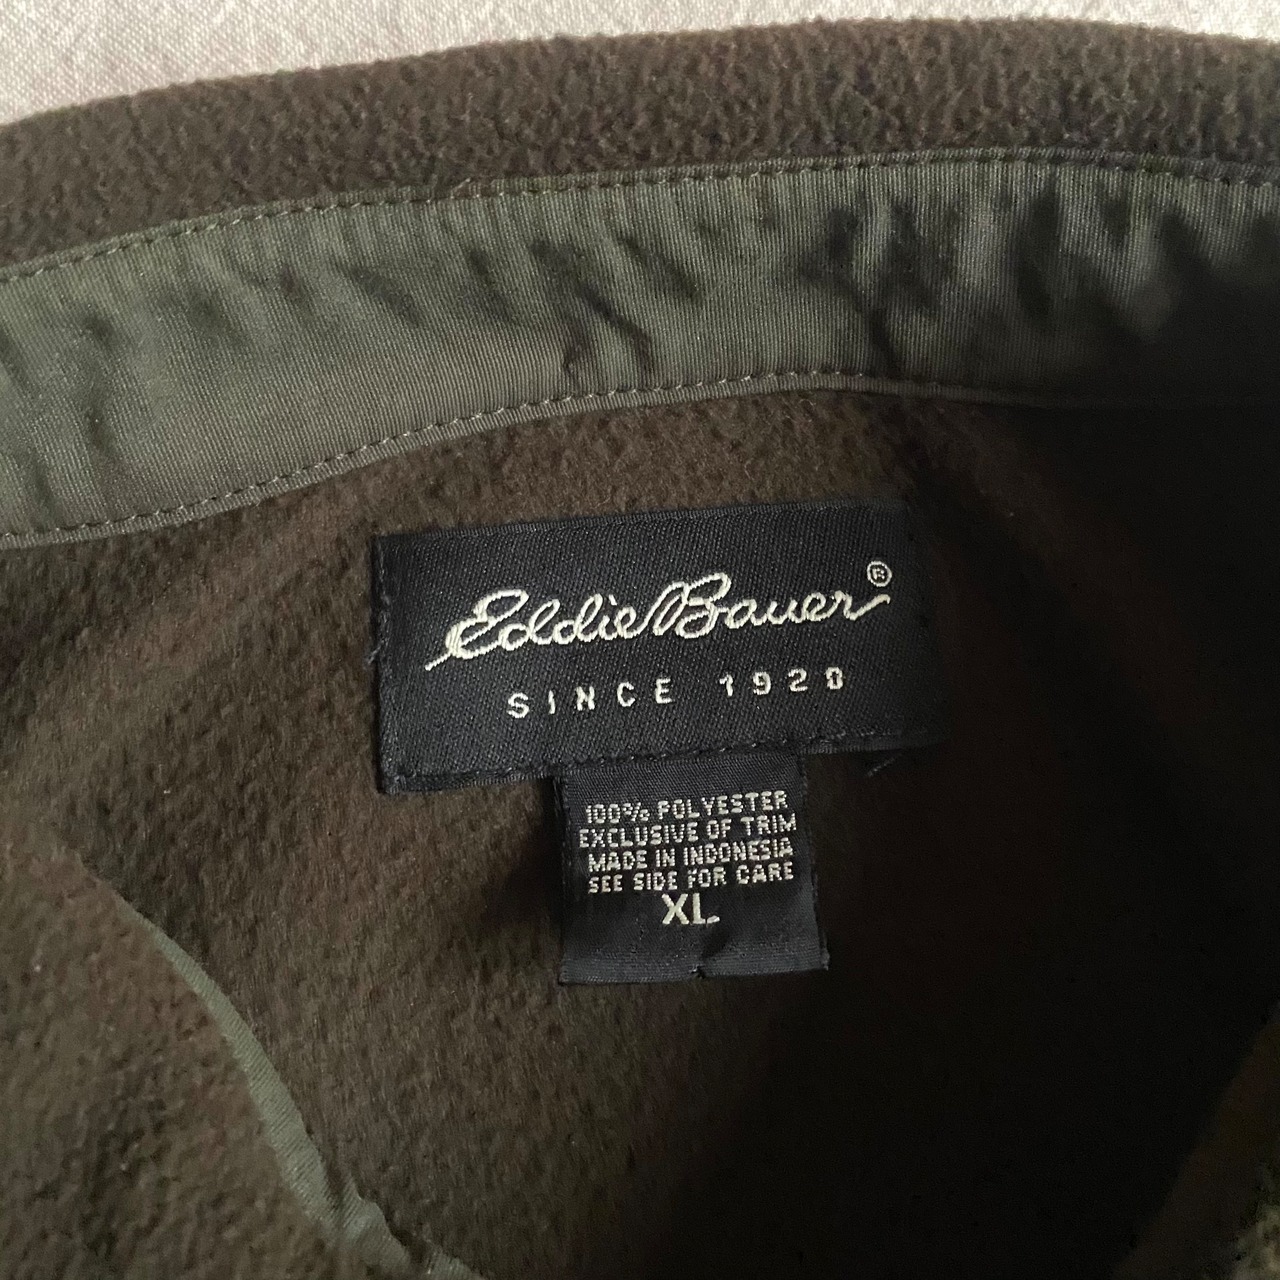 Eddie Bauer®
SINCE 1920
100% POLYESTER
EXCLUSIVE OF TRIM
MADE IN INDONESIA
SEE SIDE FOR CARE
XL